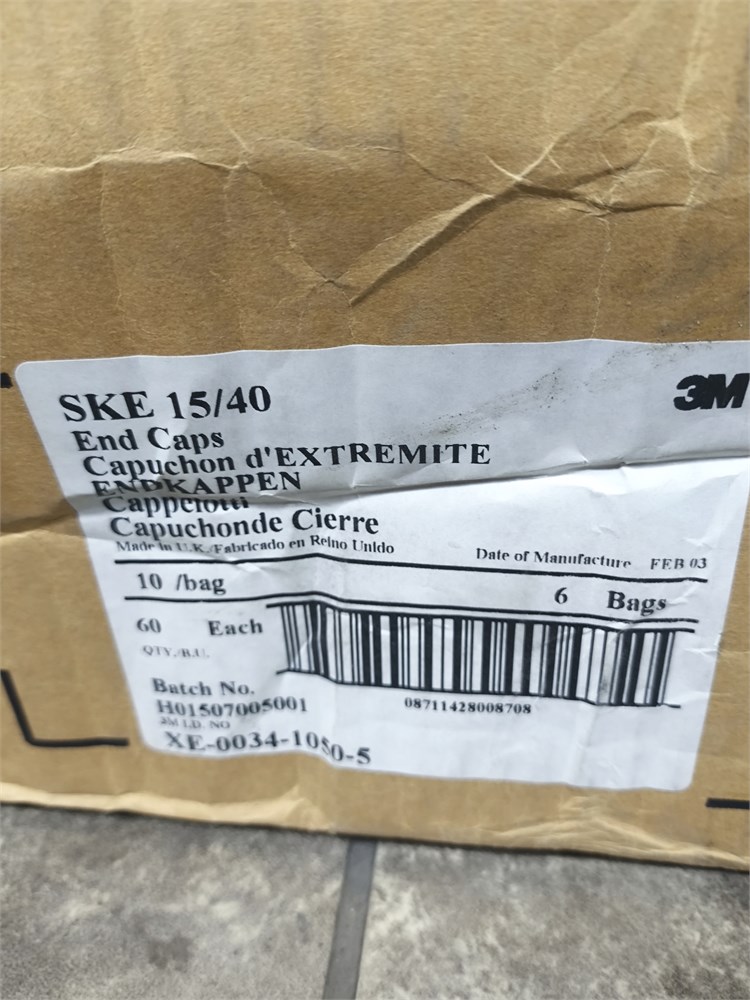 SKE 15/40
3M
End Caps
Capuchon d'EXTREMITE
ENDKAPPEN
Cappelotti
Capuchonde Cierre
Made in U.K./Fabricado en Reino Unido
Date of Manufacture FEB 03
10 /bag
6 Bags
60 Each
QTY./B.U.
08711428008708
Batch No.
H01507005001
3M I.D. NO
XE-0034-1050-5